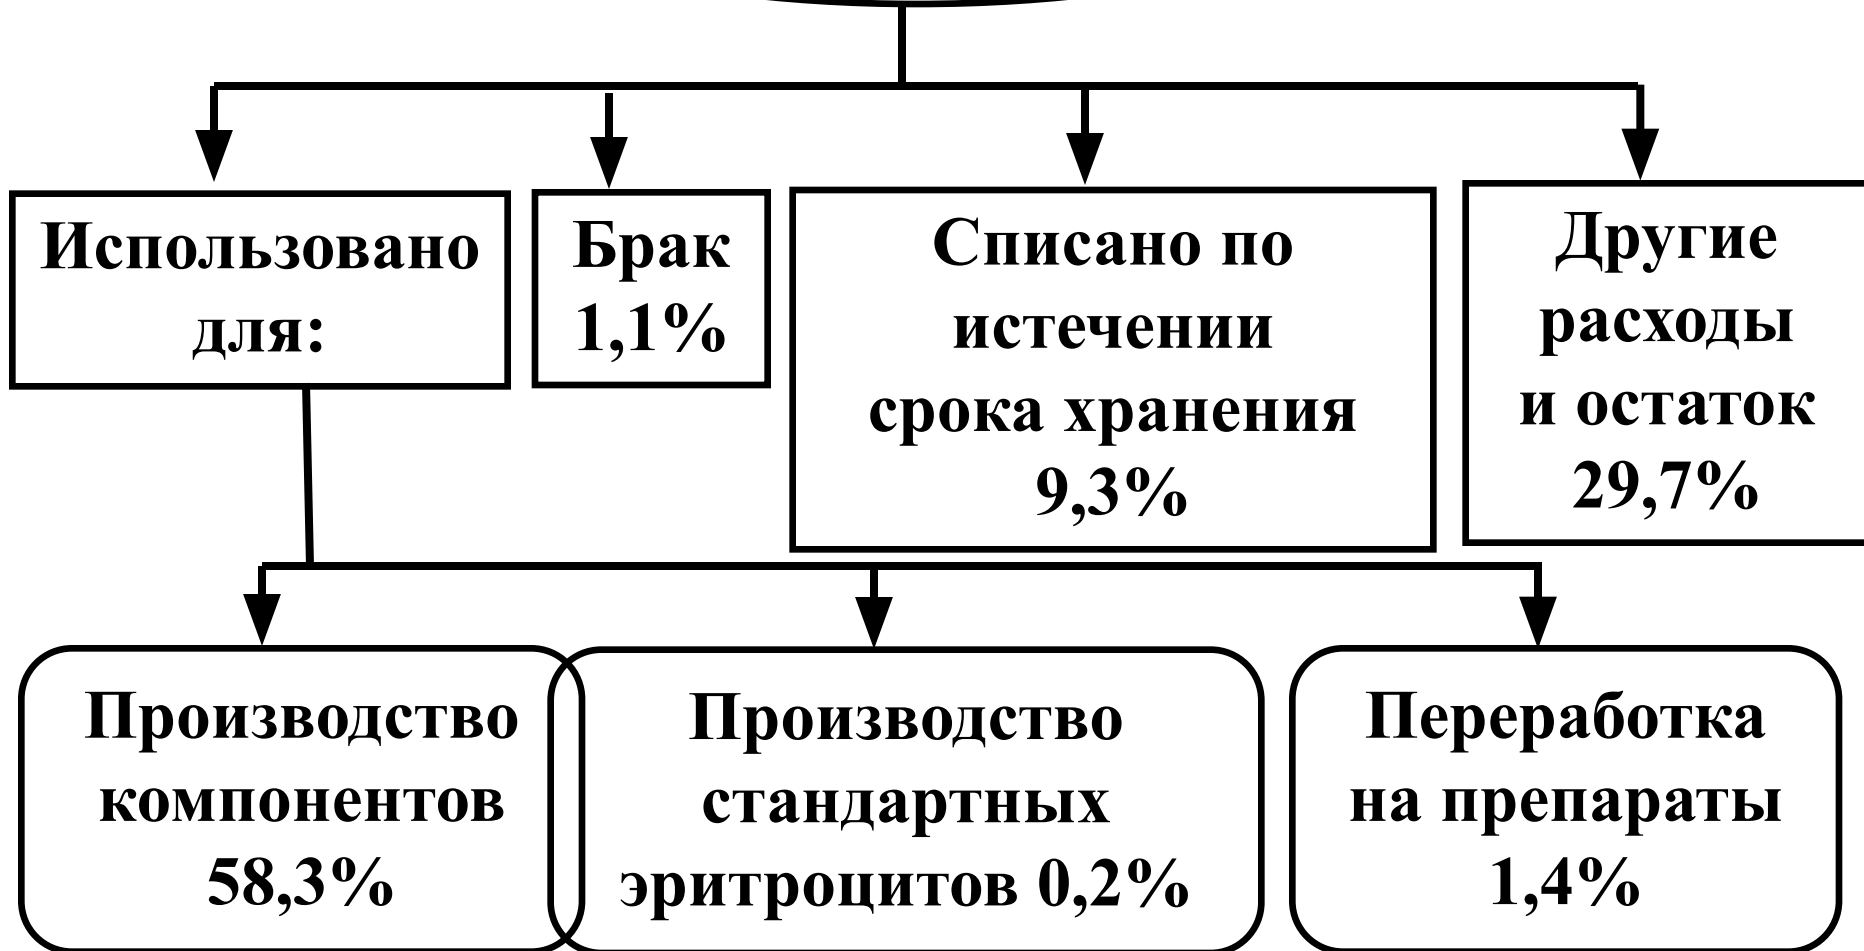 Использовано
для:
Брак
1,1%
Списано по
истечении
срока хранения
9,3%
Другие
расходы
и остаток
29,7%
Производство
компонентов
58,3%
Производство
стандартных
эритроцитов 0,2%
Переработка
на препараты
1,4%